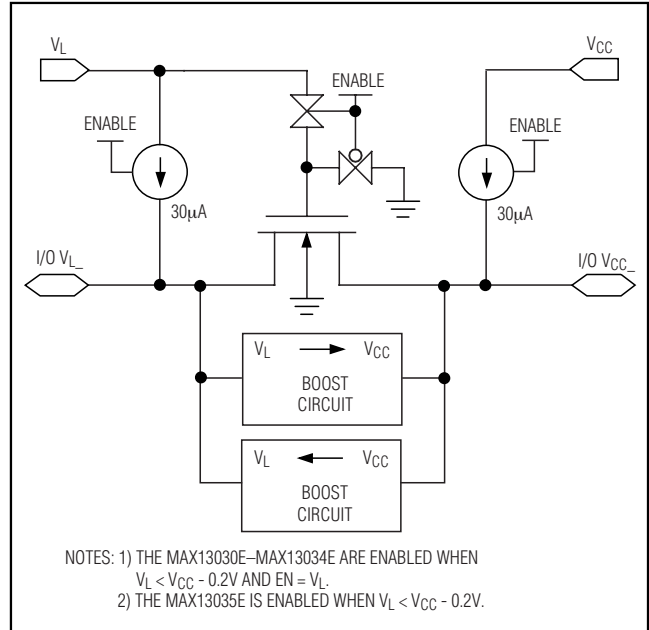 VL
VCC
ENABLE
ENABLE
ENABLE
30μA
30μA
I/O VL_
I/O VCC_
VL
VCC
BOOST
CIRCUIT
VL
VCC
BOOST
CIRCUIT
NOTES: 1) THE MAX13030E–MAX13034E ARE ENABLED WHEN
VL < VCC - 0.2V AND EN = VL.
2) THE MAX13035E IS ENABLED WHEN VL < VCC - 0.2V.